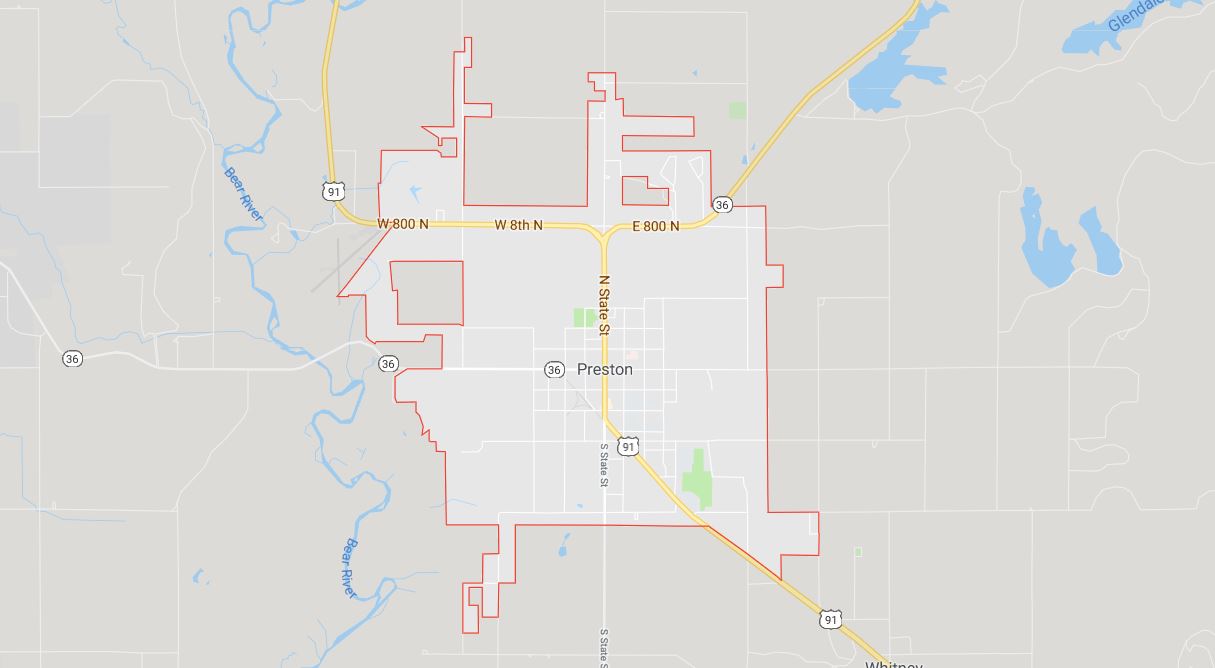 Glendale
Bear River
91
36
W 800 N
W 8th N
E 800 N
N State St
36
36
36
Preston
91
S State St
Bear River
91
S State S
Whitney